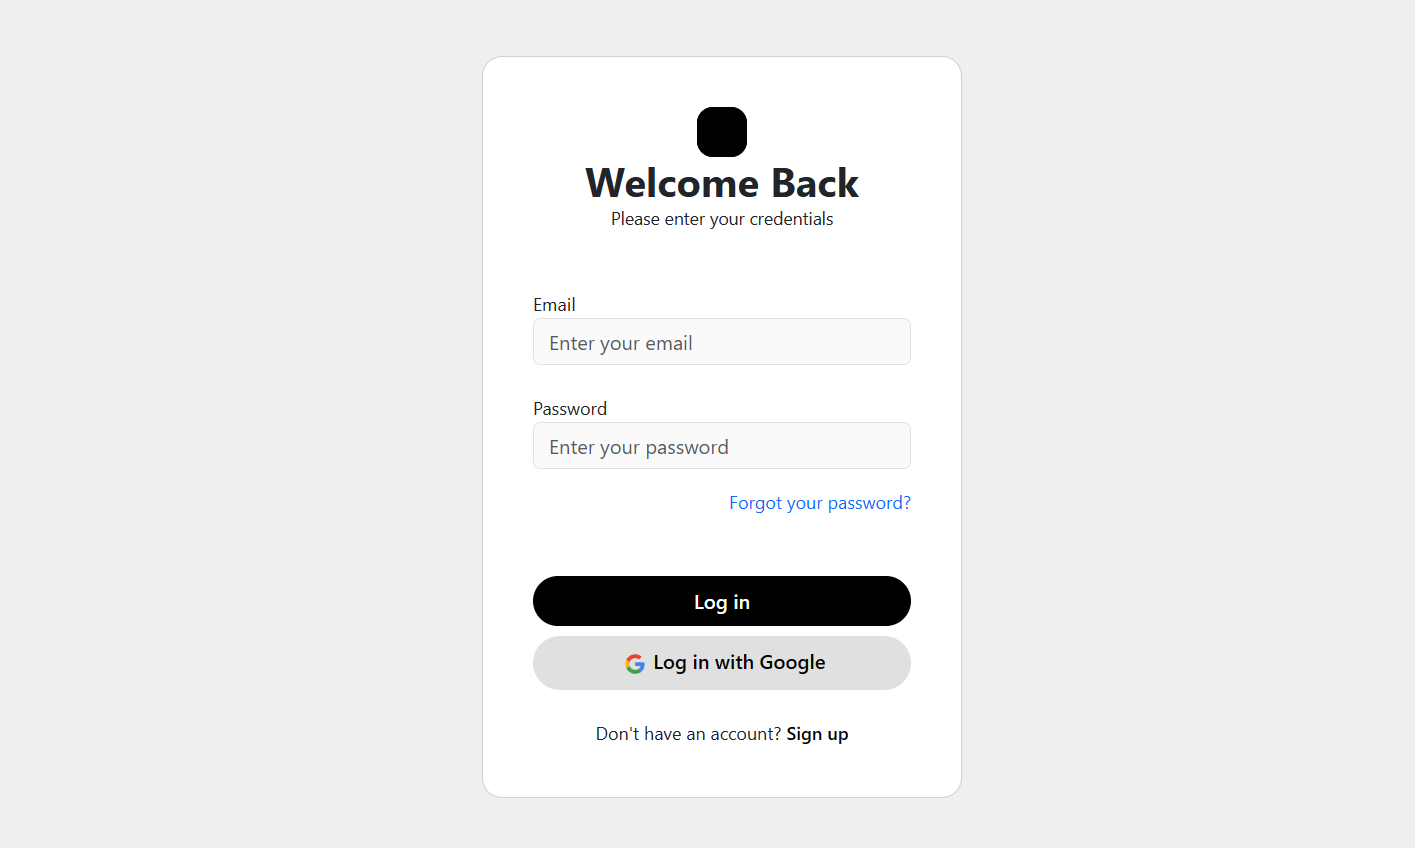 Welcome Back
Please enter your credentials
Email
Enter your email
Password
Enter your password
Forgot your password?
Log in
Log in with Google
Don't have an account? Sign up